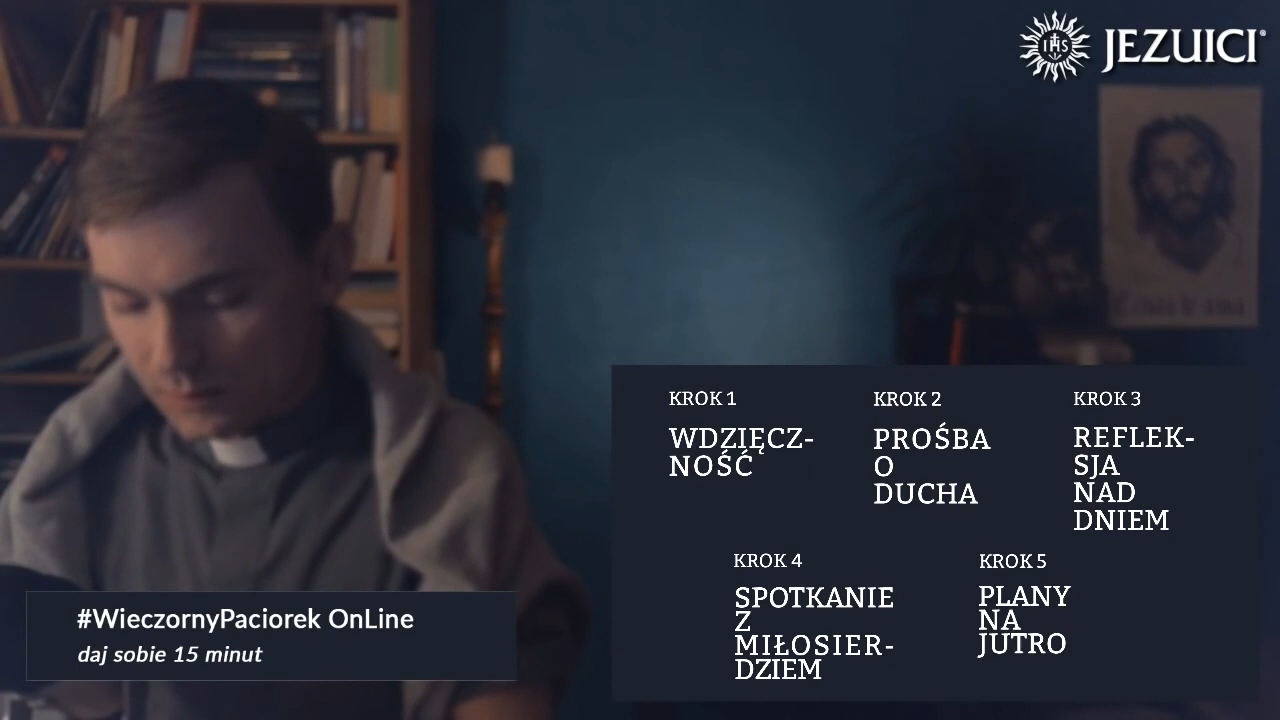 IHS
JEZUICI®
KROK 1
WDZIĘCZ-
NOŚĆ
KROK 2
PROŚBA
O
DUCHA
KROK 3
REFLEK-
SJA
NAD
DNIEM
KROK 4
SPOTKANIE
Z
MIŁOSIER-
DZIEM
KROK 5
PLANY
NA
JUTRO
#WieczornyPaciorek OnLine
daj sobie 15 minut